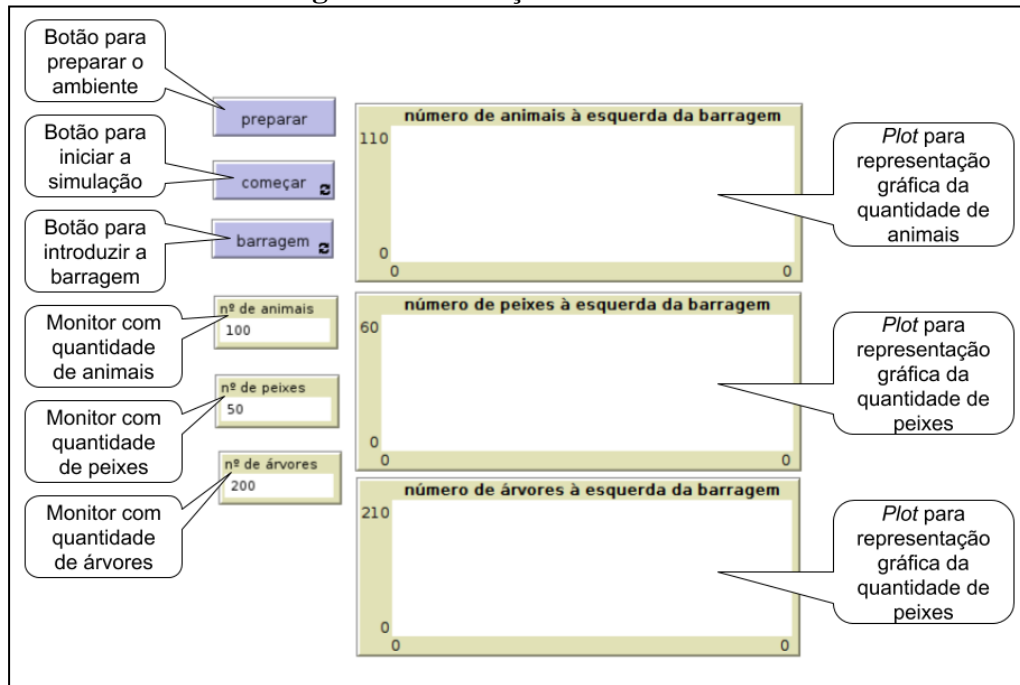 Botão para
preparar o
ambiente
Botão para
iniciar a
simulação
Botão para
introduzir a
barragem
Monitor com
quantidade
de animais
Monitor com
quantidade
de peixes
Monitor com
quantidade
de árvores
preparar
começar
barragem
nº de animais
100
nº de peixes
50
nº de árvores
200
número de animais à esquerda da barragem
110
0
0
0
número de peixes à esquerda da barragem
60
0
0
0
número de árvores à esquerda da barragem
210
0
0
0
Plot para
representação
gráfica da
quantidade de
animais
Plot para
representação
gráfica da
quantidade de
peixes
Plot para
representação
gráfica da
quantidade de
peixes